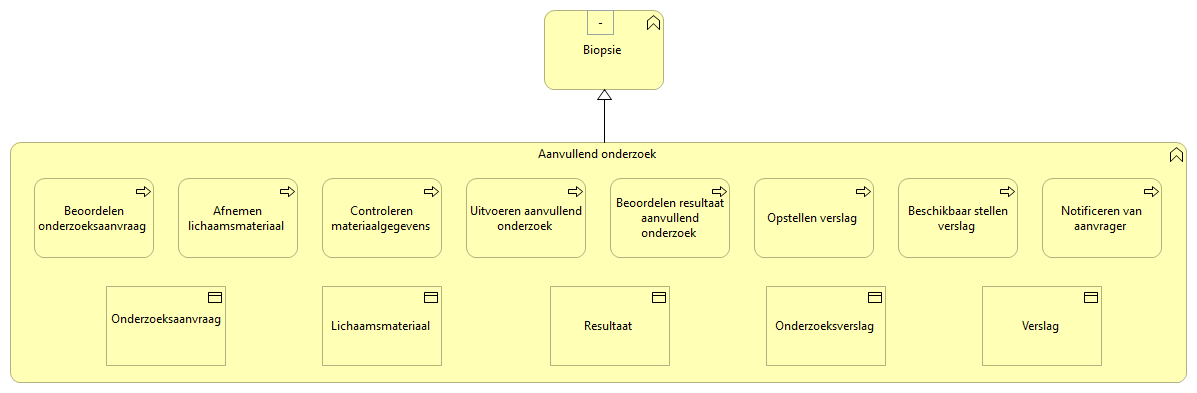 -
Biopsie
Aanvullend onderzoek
Beoordelen
onderzoeksaanvraag
Afnemen
lichaamsmateriaal
Controleren
materiaalgegevens
Uitvoeren aanvullend
onderzoek
Beoordelen resultaat
aanvullend
onderzoek
Opstellen verslag
Beschikbaar stellen
verslag
Notificeren van
aanvrager
Onderzoeksaanvraag
Lichaamsmateriaal
Resultaat
Onderzoeksverslag
Verslag